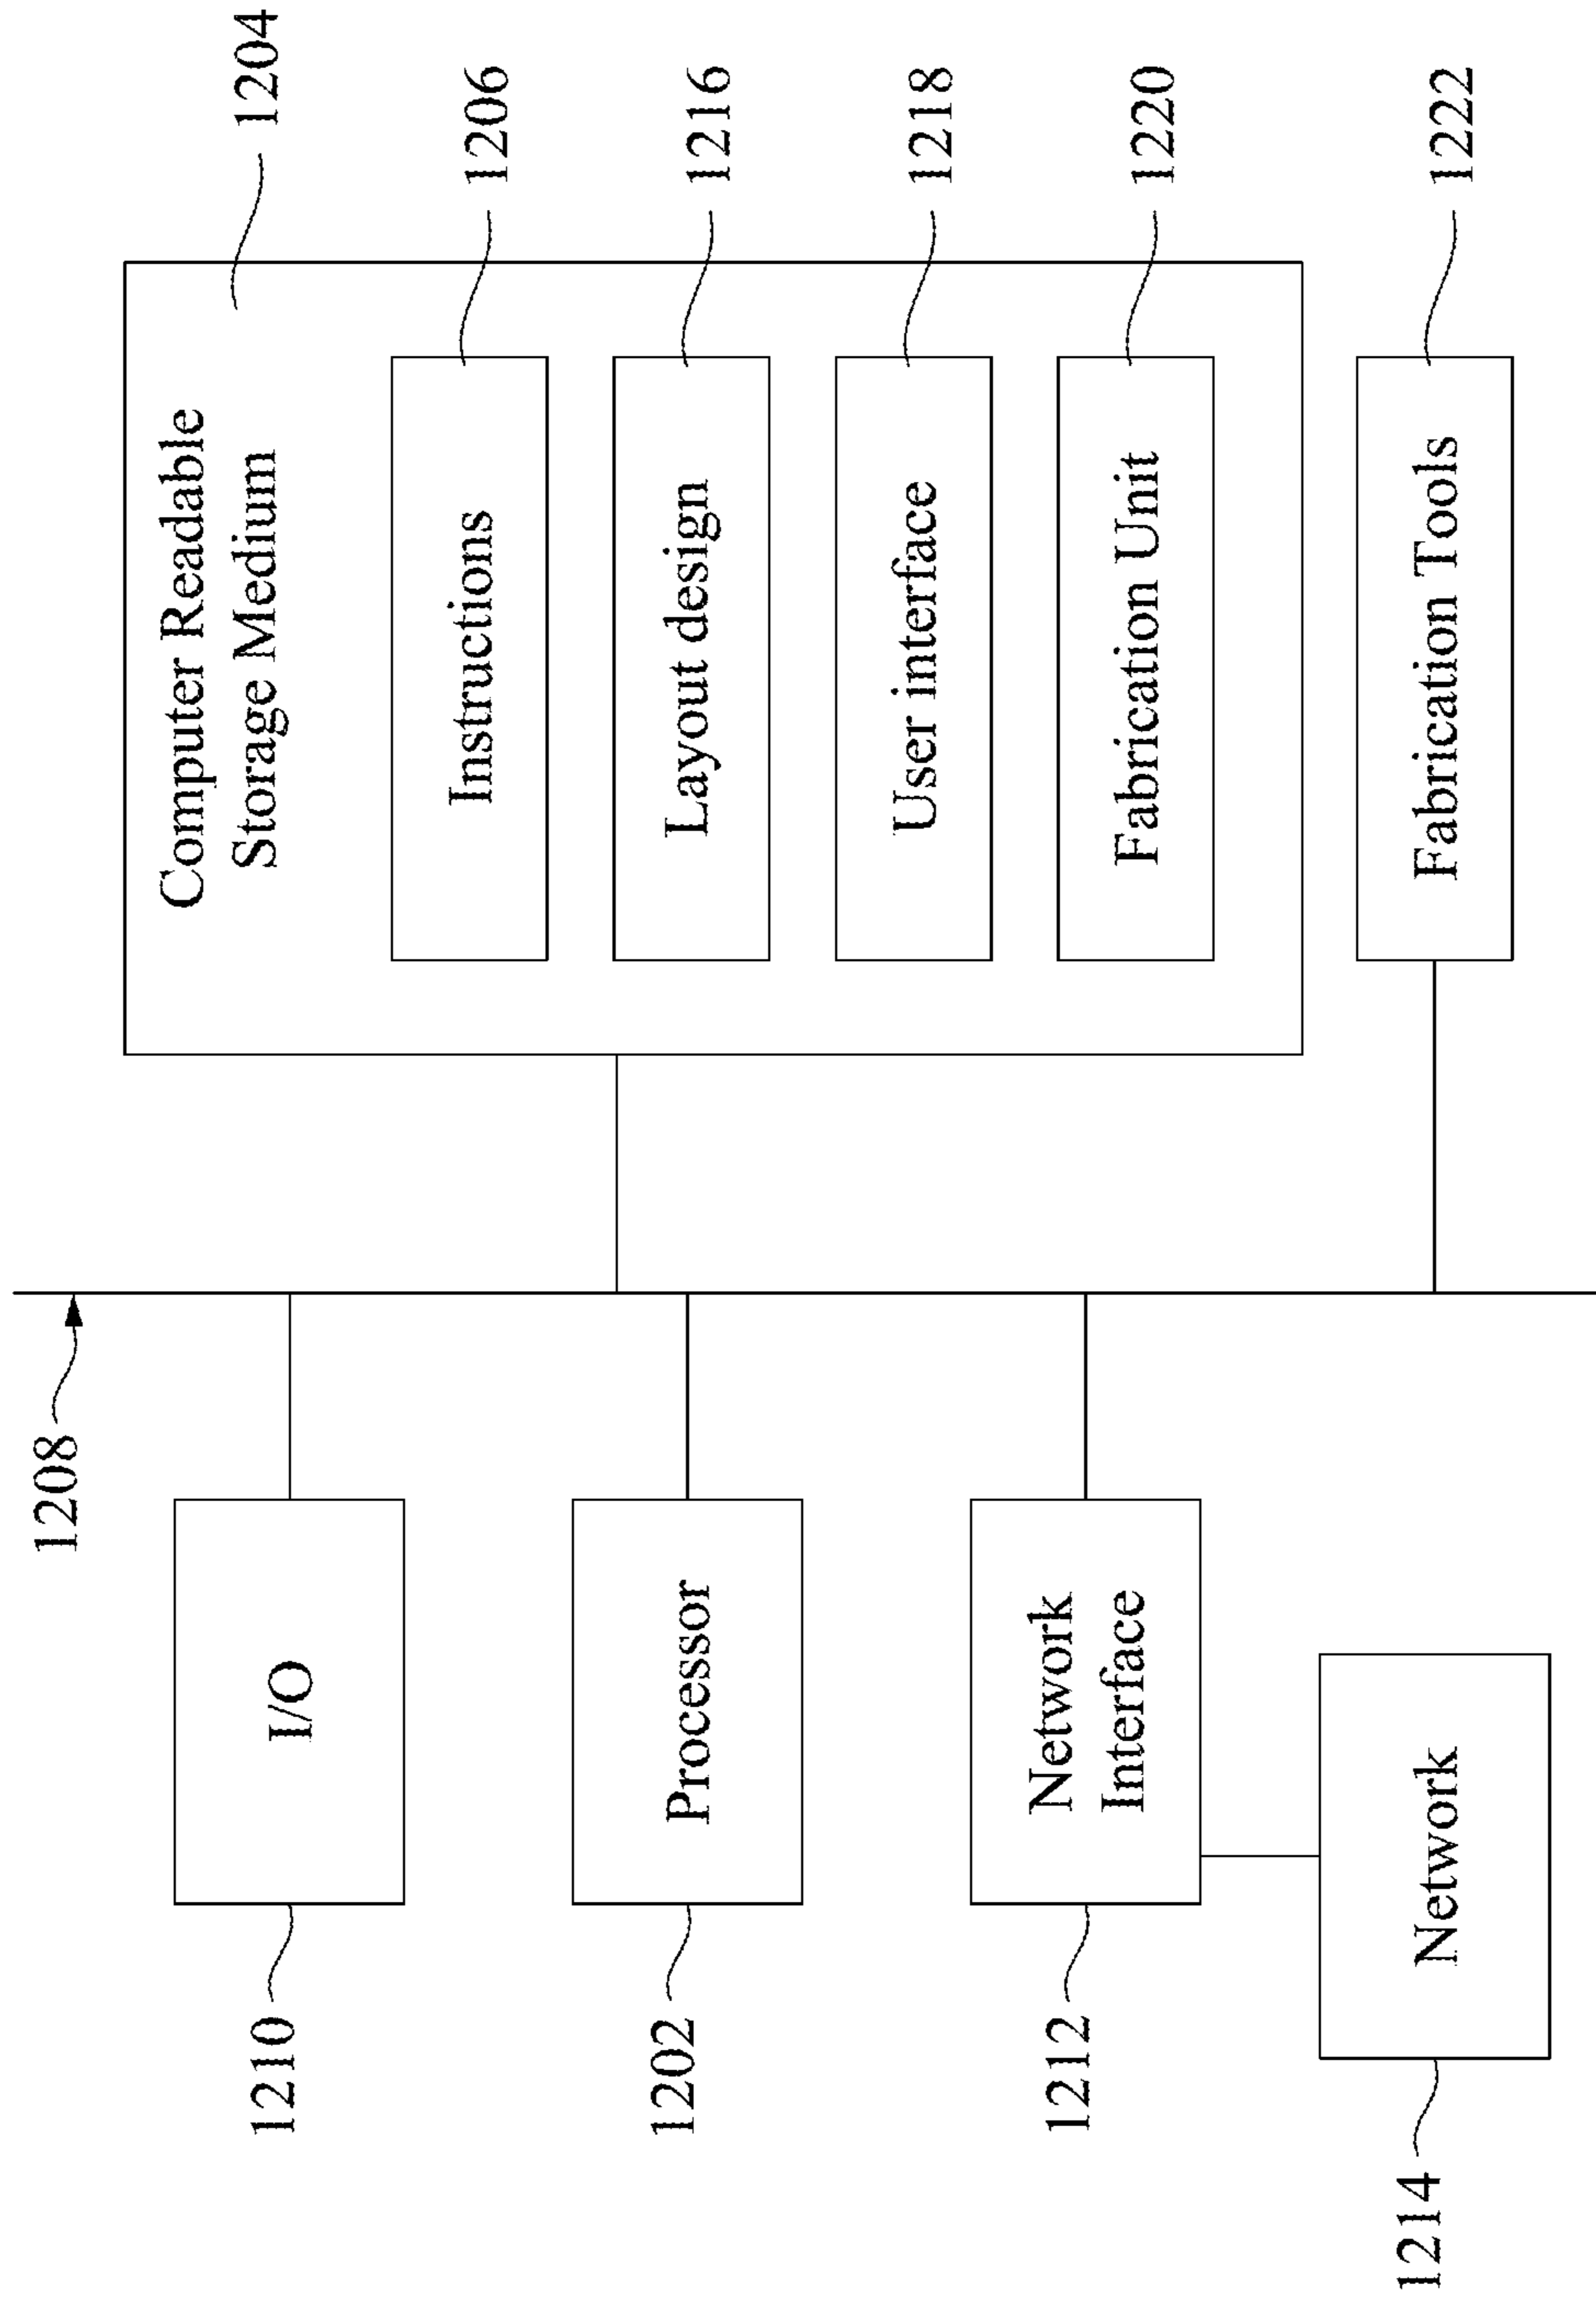 1208
1210
I/O
1202
Processor
1212
Network
Interface
1214
Network
Computer Readable
Storage Medium
1204
Instructions
1206
Layout design
1216
User interface
1218
Fabrication Unit
1220
Fabrication Tools
1222